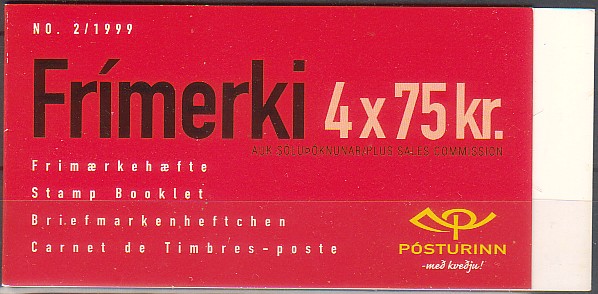 NO. 2/1999
Frímerki 4 x 75 kr.
AUK SÖLUÞÓKNUNAR/PLUS SALES COMMISSION
Frimærkehæfte
Stamp Booklet
Briefmarkenheftchen
Carnet de Timbres-poste
PÓSTURINN
-með kveðju!